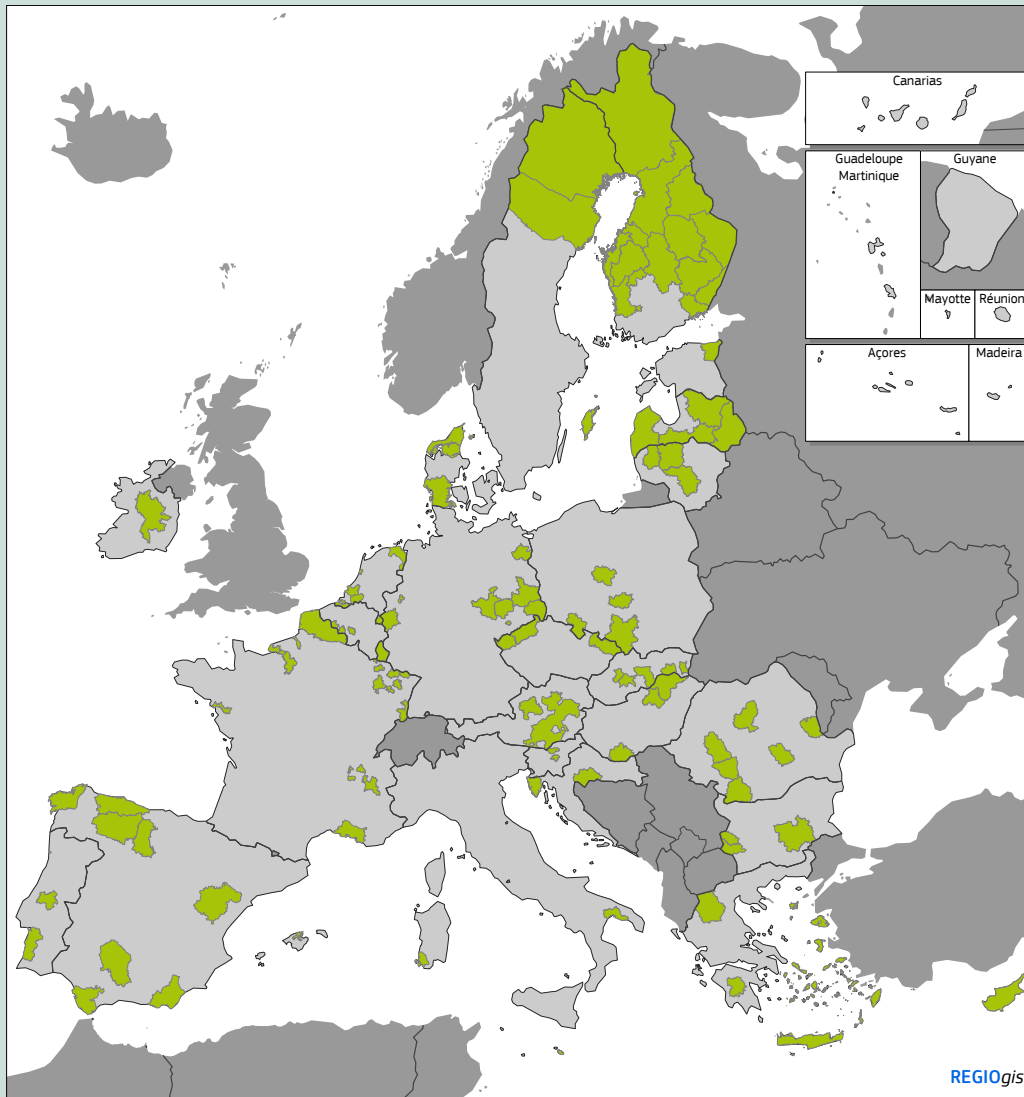 Canarias
Guadeloupe
Martinique
Guyane
Mayotte
Réunion
Açores
Madeira
REGIOgis